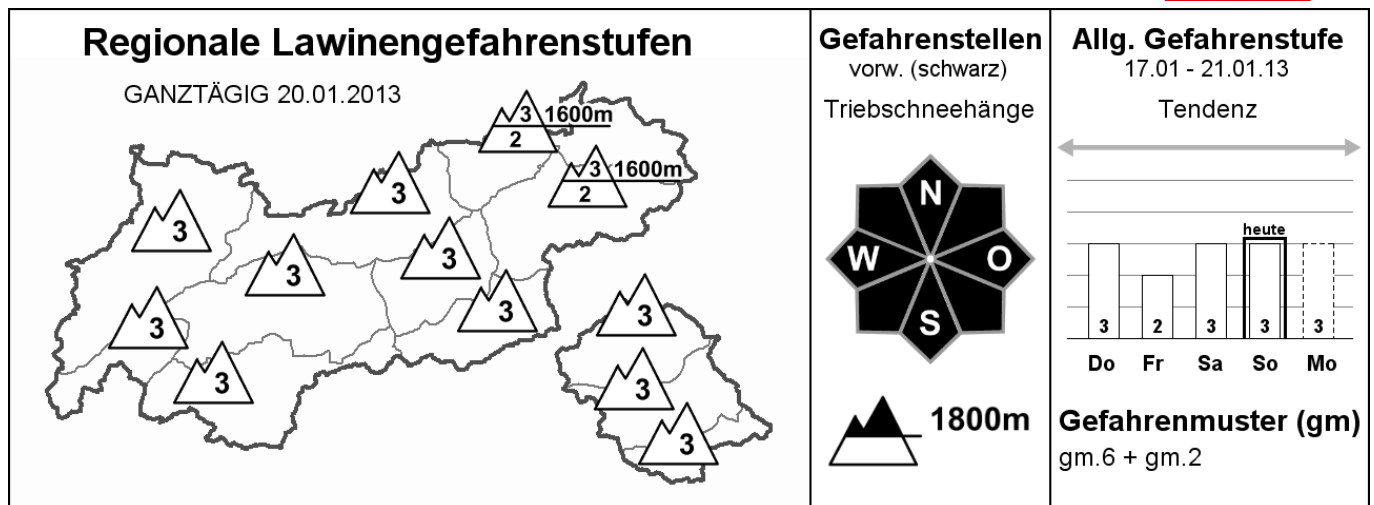 Regionale Lawinengefahrenstufen
GANZTÄGIG 20.01.2013
3 1600m
2
3 1600m
2
3
3
3
3
3
3
3
3
3
3
Gefahrenstellen
vorw. (schwarz)
Triebschneehänge
N
W O
S
1800m
Allg. Gefahrenstufe
17.01 - 21.01.13
Tendenz
heute
3 2 3 3 3
Do Fr Sa So Mo
Gefahrenmuster (gm)
gm.6 + gm.2